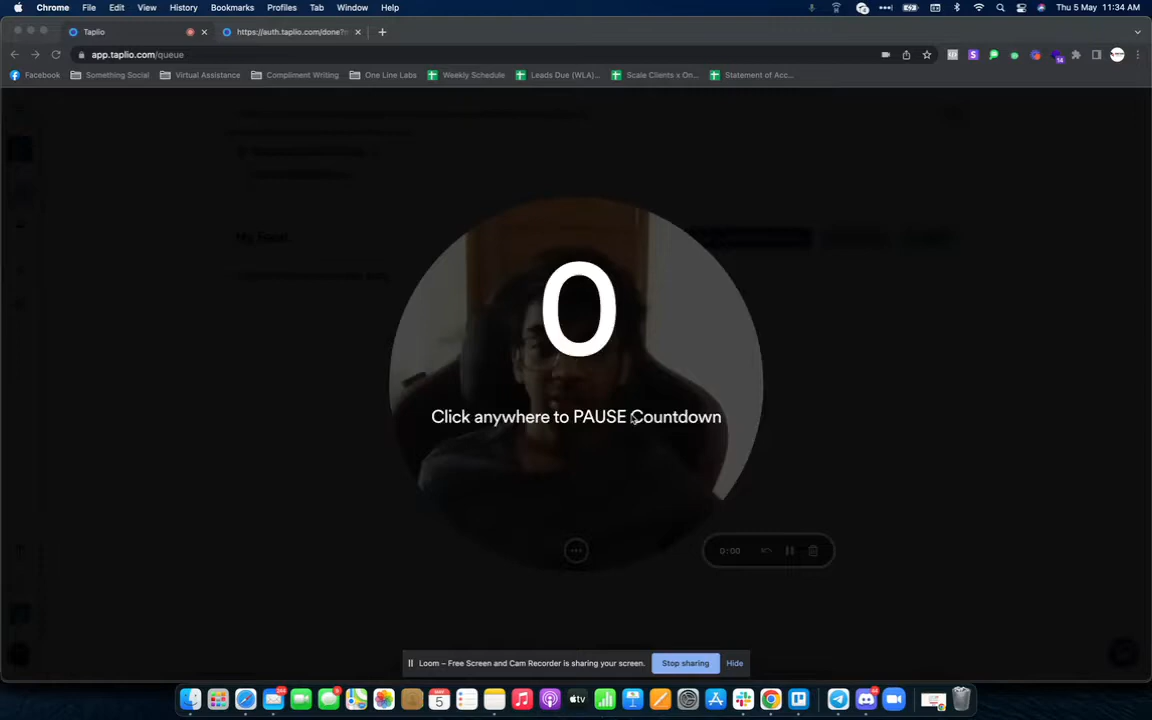 Chrome File Edit View History Bookmarks Profiles Tab Window Help Thu 5 May 11:34 AM
Taplio https://auth.taplio.com/done?
app.taplio.com/queue
Facebook Something Social Virtual Assistance Compliment Writing One Line Labs Weekly Schedule Leads Due (WLA)... Scale Clients x On... Statement of Acc...
0
Click anywhere to PAUSE Countdown
0:00
Loom – Free Screen and Cam Recorder is sharing your screen. Stop sharing Hide